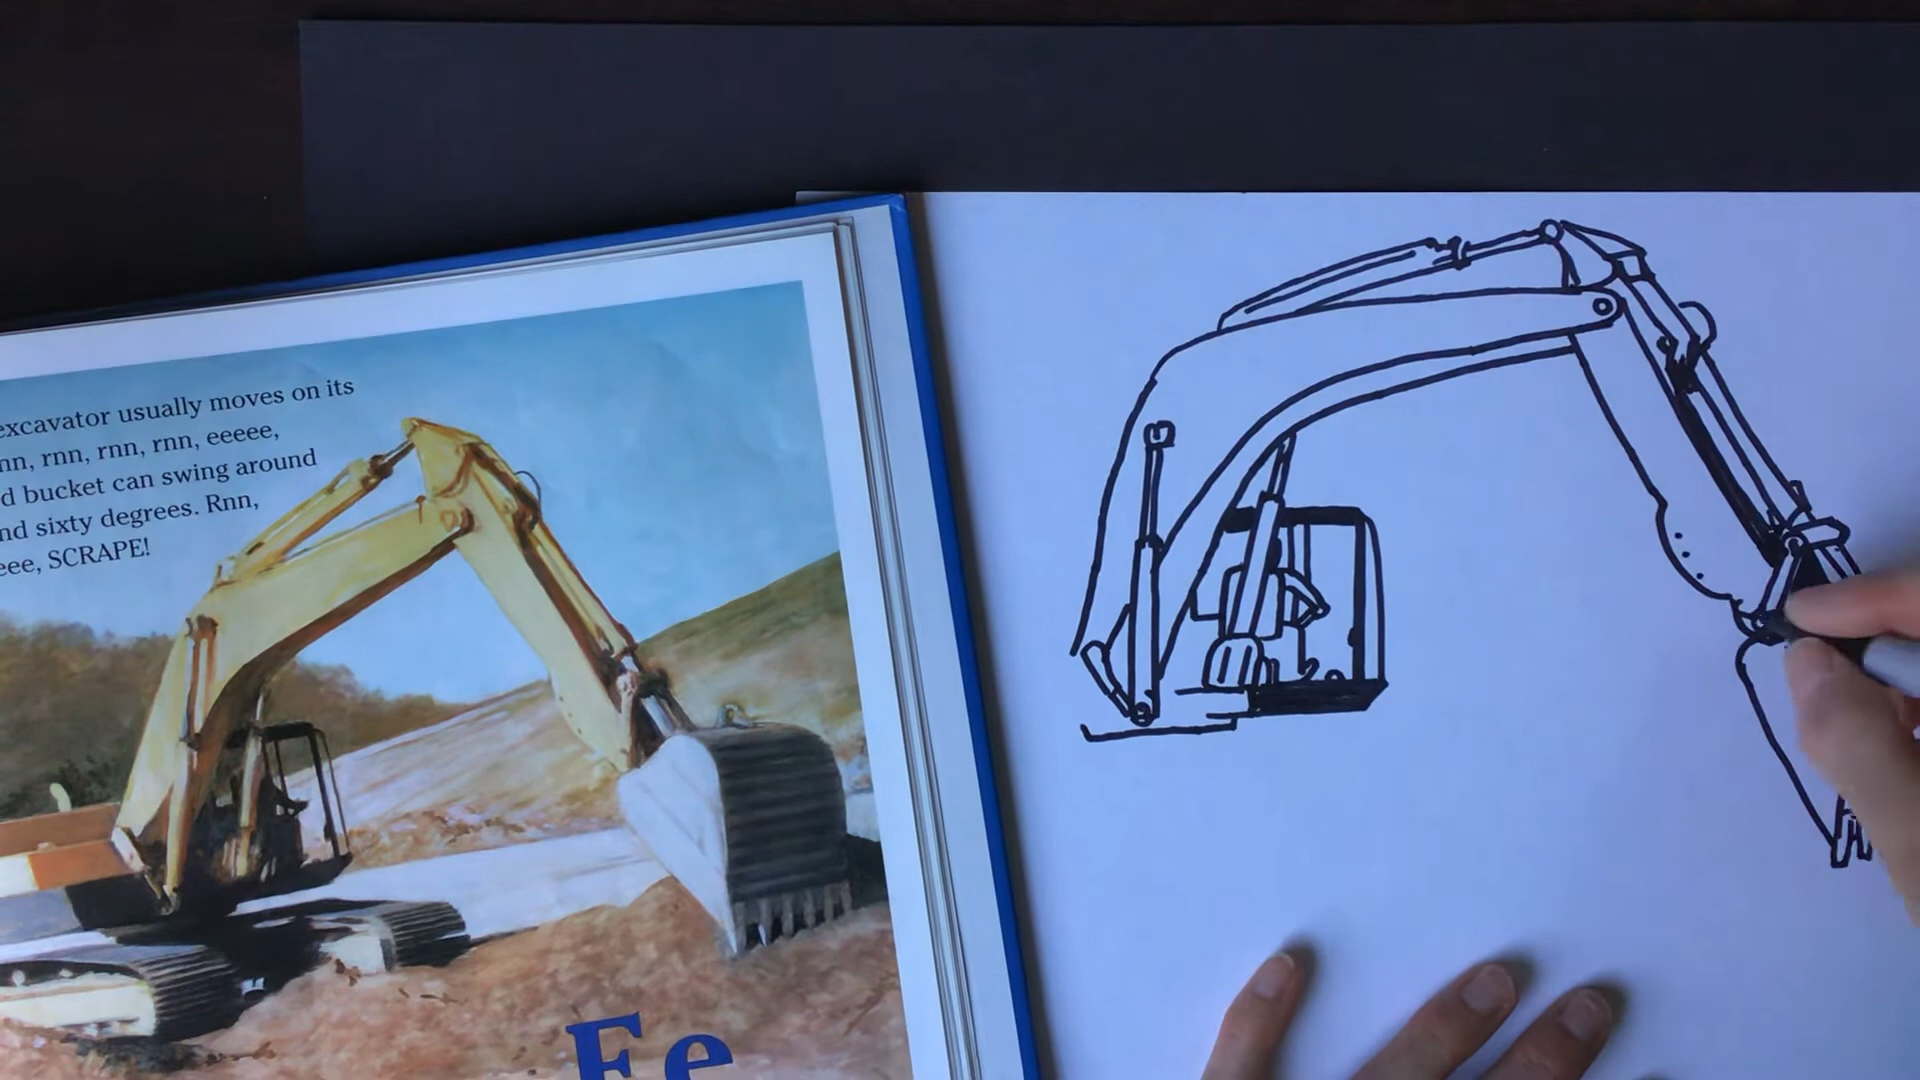 excavator usually moves on its
nn, rnn, rnn, rnn, eeeee,
d bucket can swing around
nd sixty degrees. Rnn,
eee, SCRAPE!
Ee